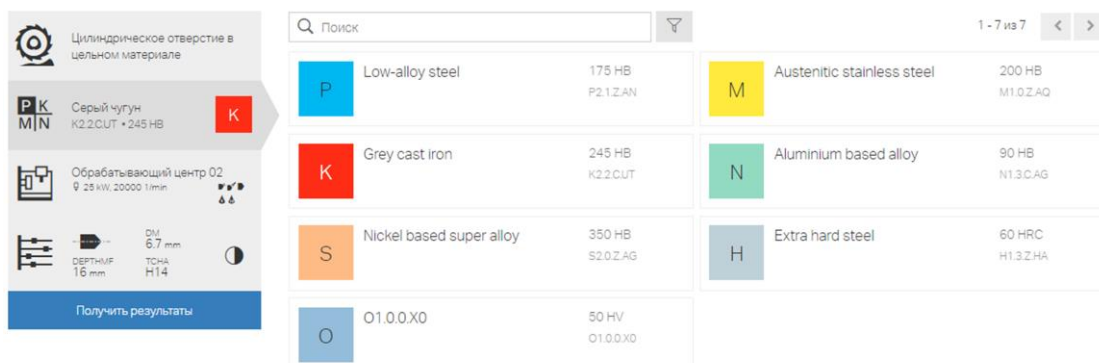 Цилиндрическое отверстие в
цельном материале
P K
M N
Серый чугун
K2.2.C.UT • 245 HB
K
Обрабатывающий центр 02
25 kW, 20000 1/min
DM
6.7 mm
DEPTHMF
16 mm
TCHA
H14
Получить результаты
Поиск
1 - 7 из 7
P
Low-alloy steel
175 HB
P2.1.Z.AN
M
Austenitic stainless steel
200 HB
M1.0.Z.AQ
K
Grey cast iron
245 HB
K2.2.C.UT
N
Aluminium based alloy
90 HB
N1.3.C.AG
S
Nickel based super alloy
350 HB
S2.0.Z.AG
H
Extra hard steel
60 HRC
H1.3.Z.HA
O
O1.0.0.X0
50 HV
O1.0.0.X0